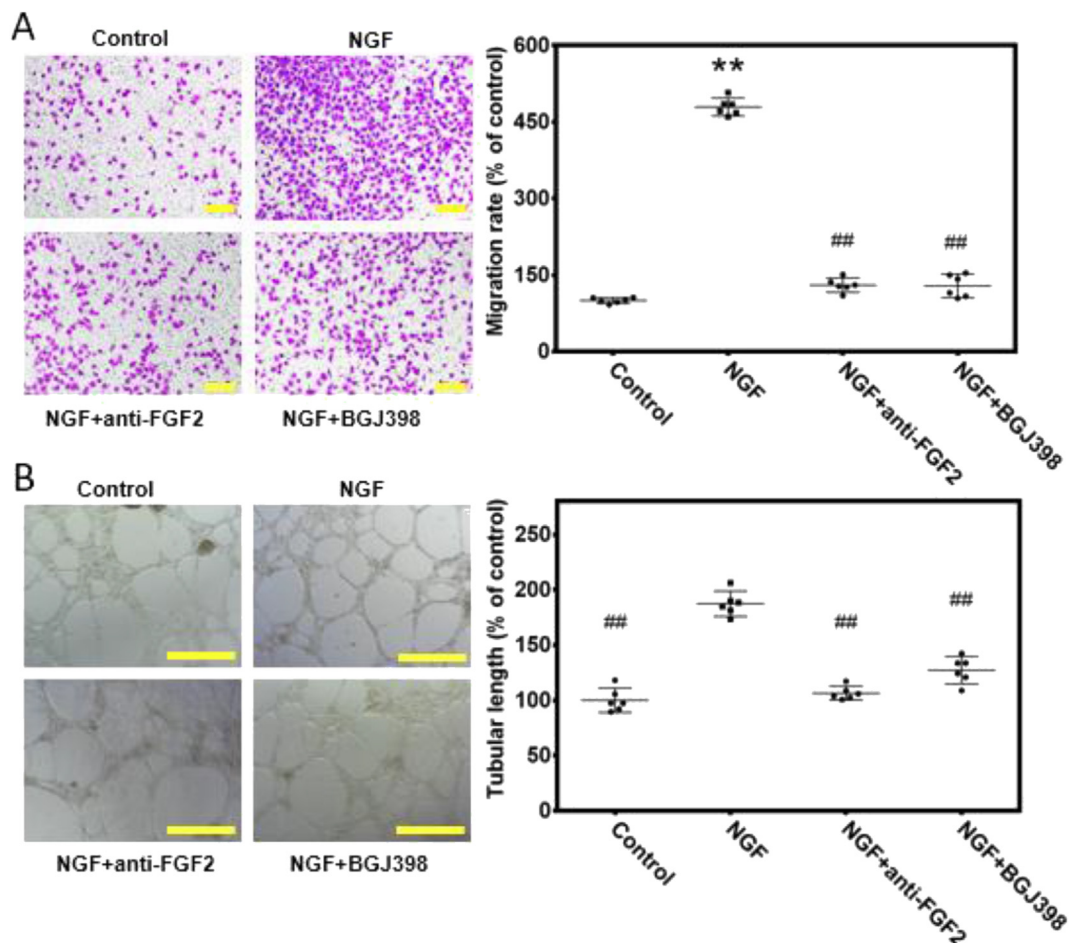 A
Control
NGF
NGF+anti-FGF2
NGF+BGJ398
Migration rate (% of control)
600
450
300
150
0
**
##
##
Control
NGF
NGF+anti-FGF2
NGF+BGJ398
B
Control
NGF
NGF+anti-FGF2
NGF+BGJ398
Tubular length (% of control)
250
200
150
100
50
0
##
##
##
Control
NGF
NGF+anti-FGF2
NGF+BGJ398